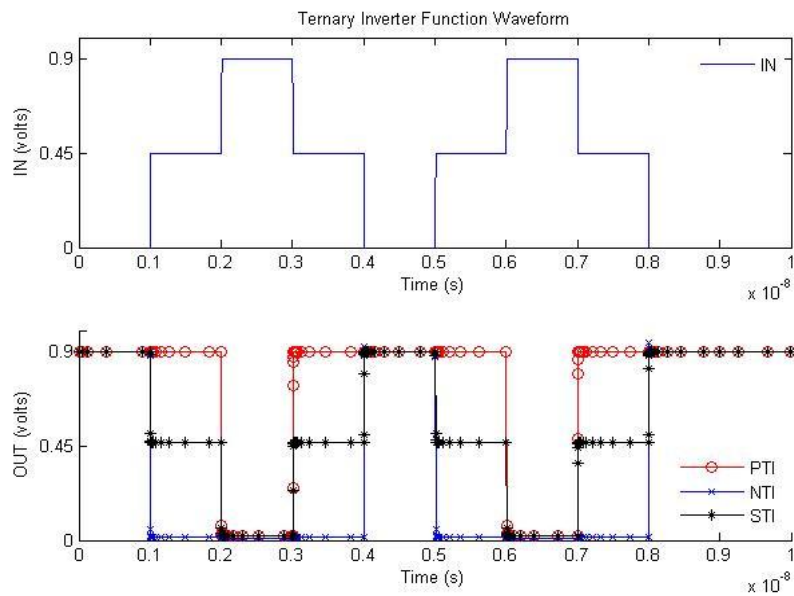 Ternary Inverter Function Waveform
0.9
0.45
0
IN (volts)
IN
0 0.1 0.2 0.3 0.4 0.5 0.6 0.7 0.8 0.9 1
Time (s)
x 10-8
0.9
0.45
0
OUT (volts)
PTI
NTI
STI
0 0.1 0.2 0.3 0.4 0.5 0.6 0.7 0.8 0.9 1
Time (s)
x 10-8